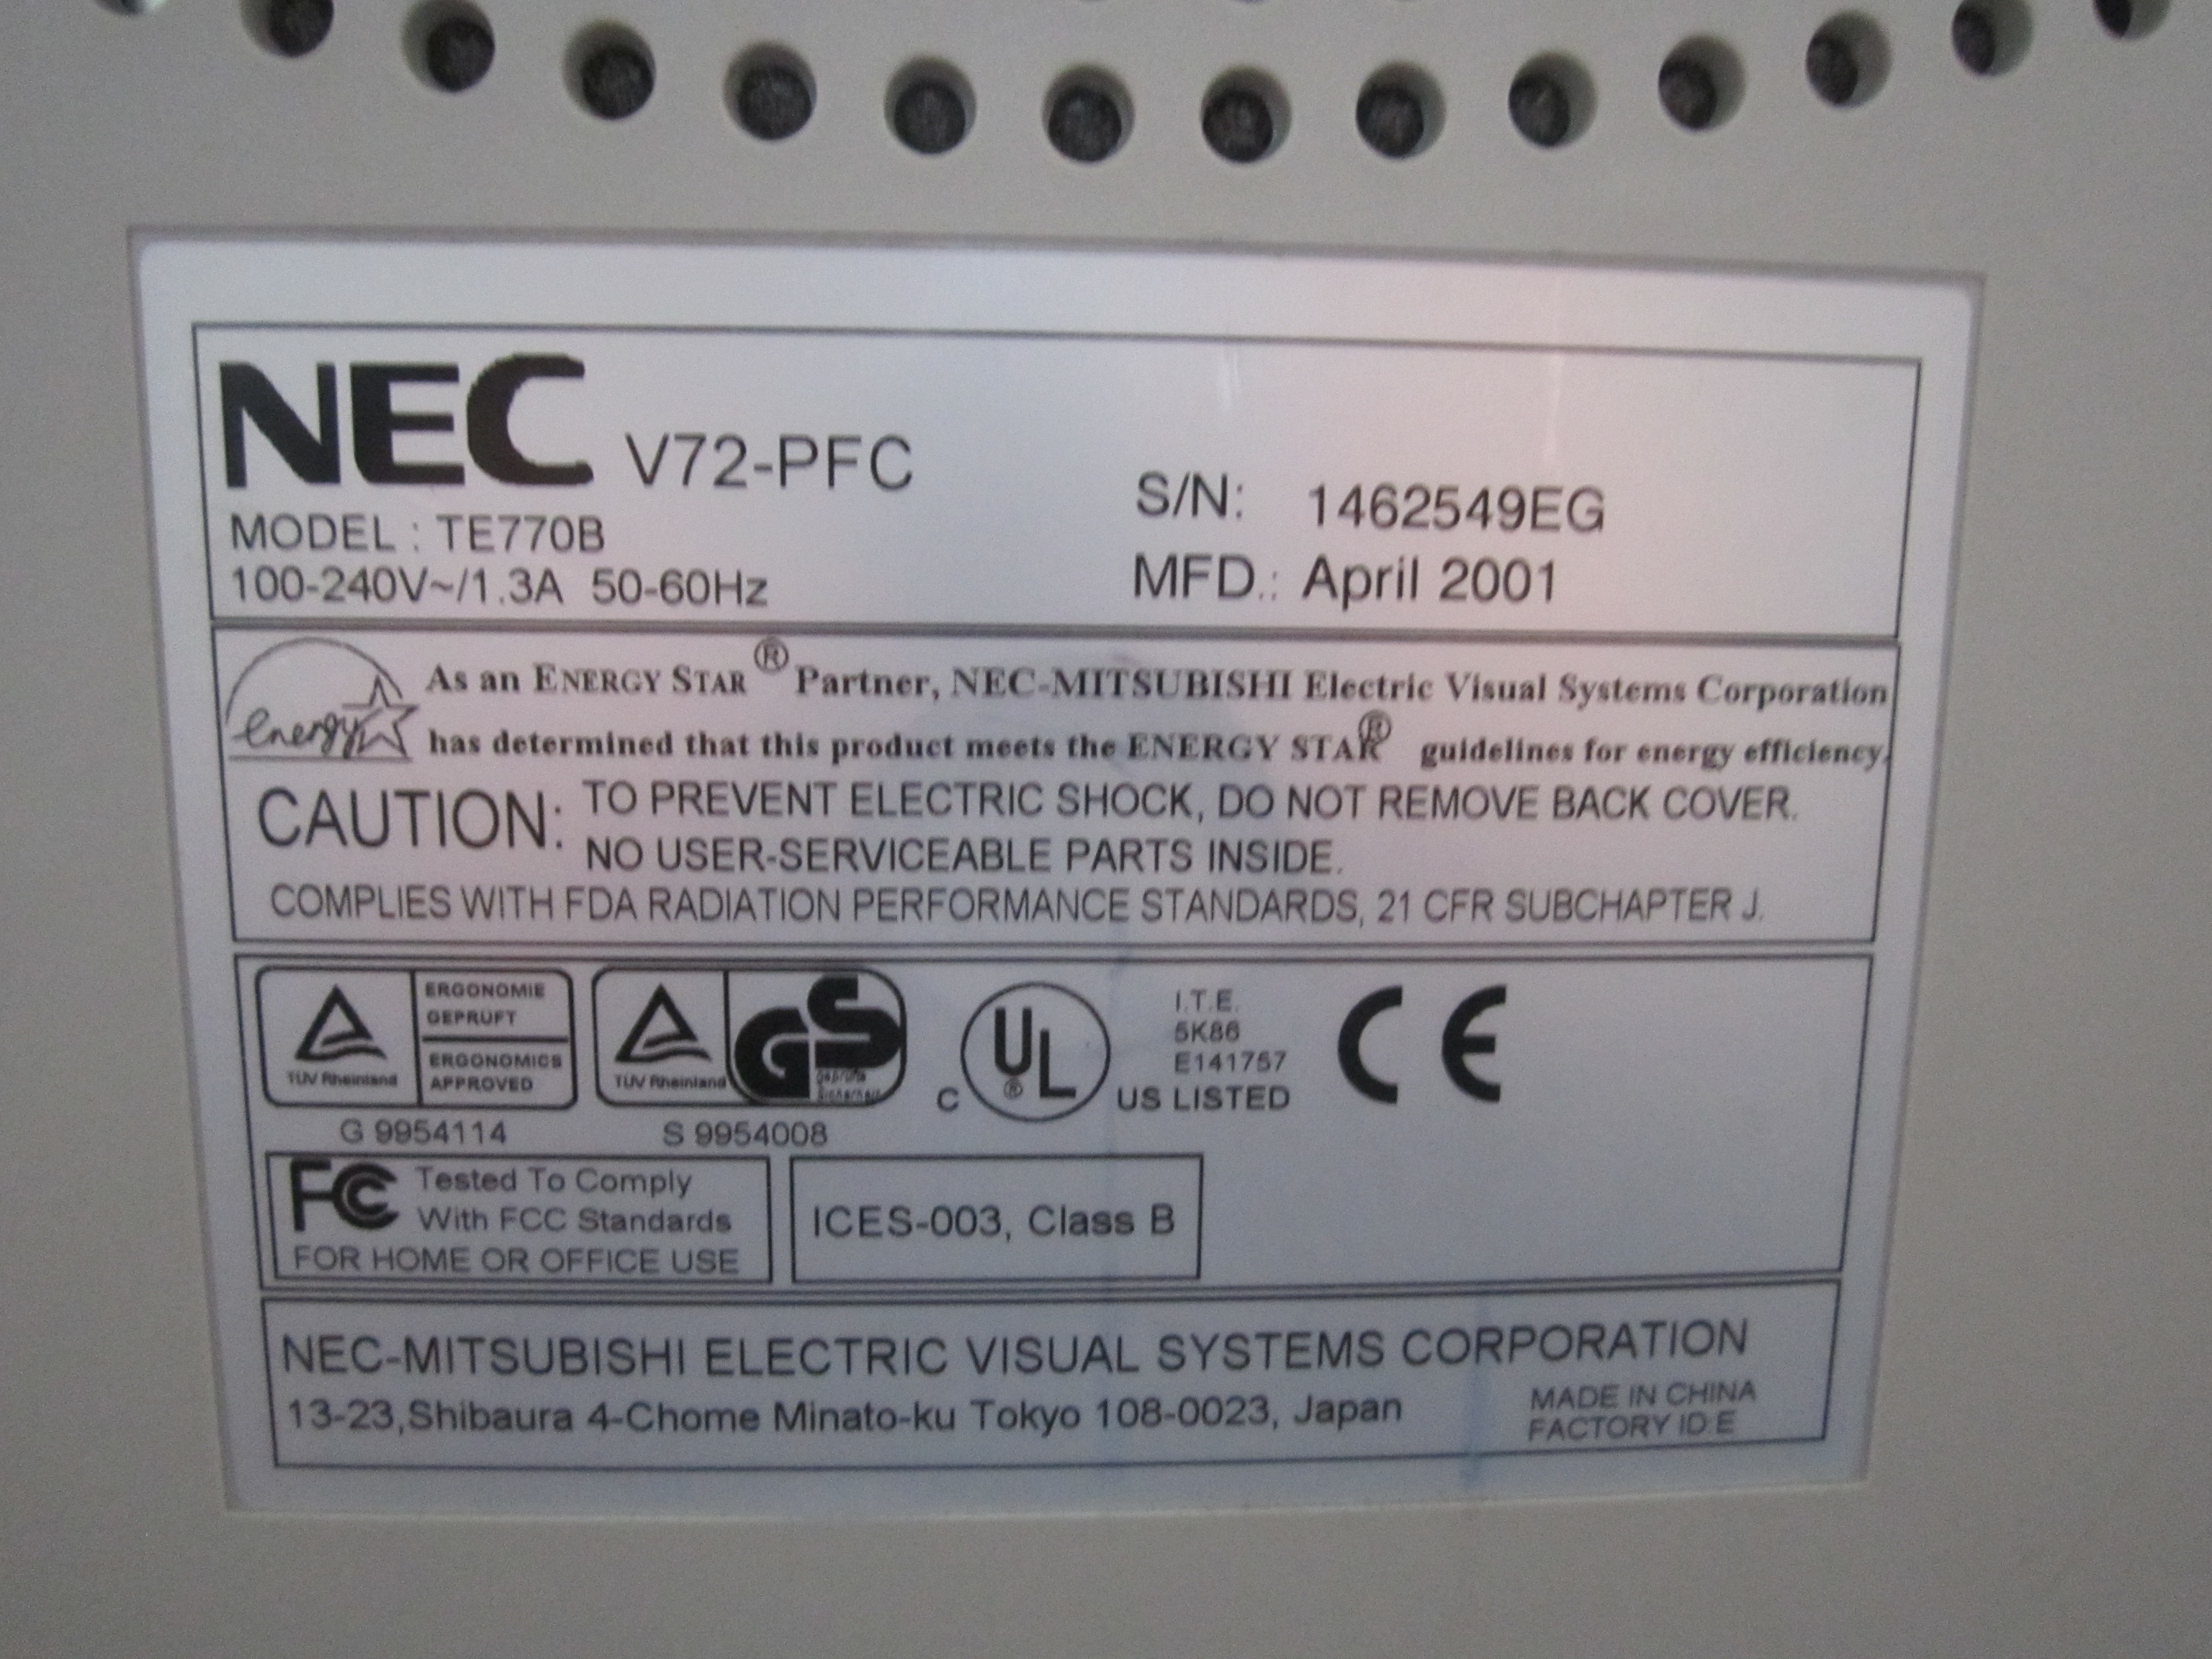 NEC V72-PFC
MODEL : TE770B
100-240V~/1.3A 50-60Hz
S/N: 1462549EG
MFD.: April 2001
energy
As an ENERGY STAR ® Partner, NEC-MITSUBISHI Electric Visual Systems Corporation
has determined that this product meets the ENERGY STAR ® guidelines for energy efficiency.
CAUTION: TO PREVENT ELECTRIC SHOCK, DO NOT REMOVE BACK COVER.
NO USER-SERVICEABLE PARTS INSIDE.
COMPLIES WITH FDA RADIATION PERFORMANCE STANDARDS, 21 CFR SUBCHAPTER J.
TÜV Rheinland
ERGONOMIE
GEPRÜFT
ERGONOMICS
APPROVED
G 9954114
TÜV Rheinland
GS
geprüfte
Sicherheit
S 9954008
C UL ® US LISTED
I.T.E.
5K86
E141757
CE
FC Tested To Comply
With FCC Standards
FOR HOME OR OFFICE USE
ICES-003, Class B
NEC-MITSUBISHI ELECTRIC VISUAL SYSTEMS CORPORATION
13-23,Shibaura 4-Chome Minato-ku Tokyo 108-0023, Japan
MADE IN CHINA
FACTORY ID:E